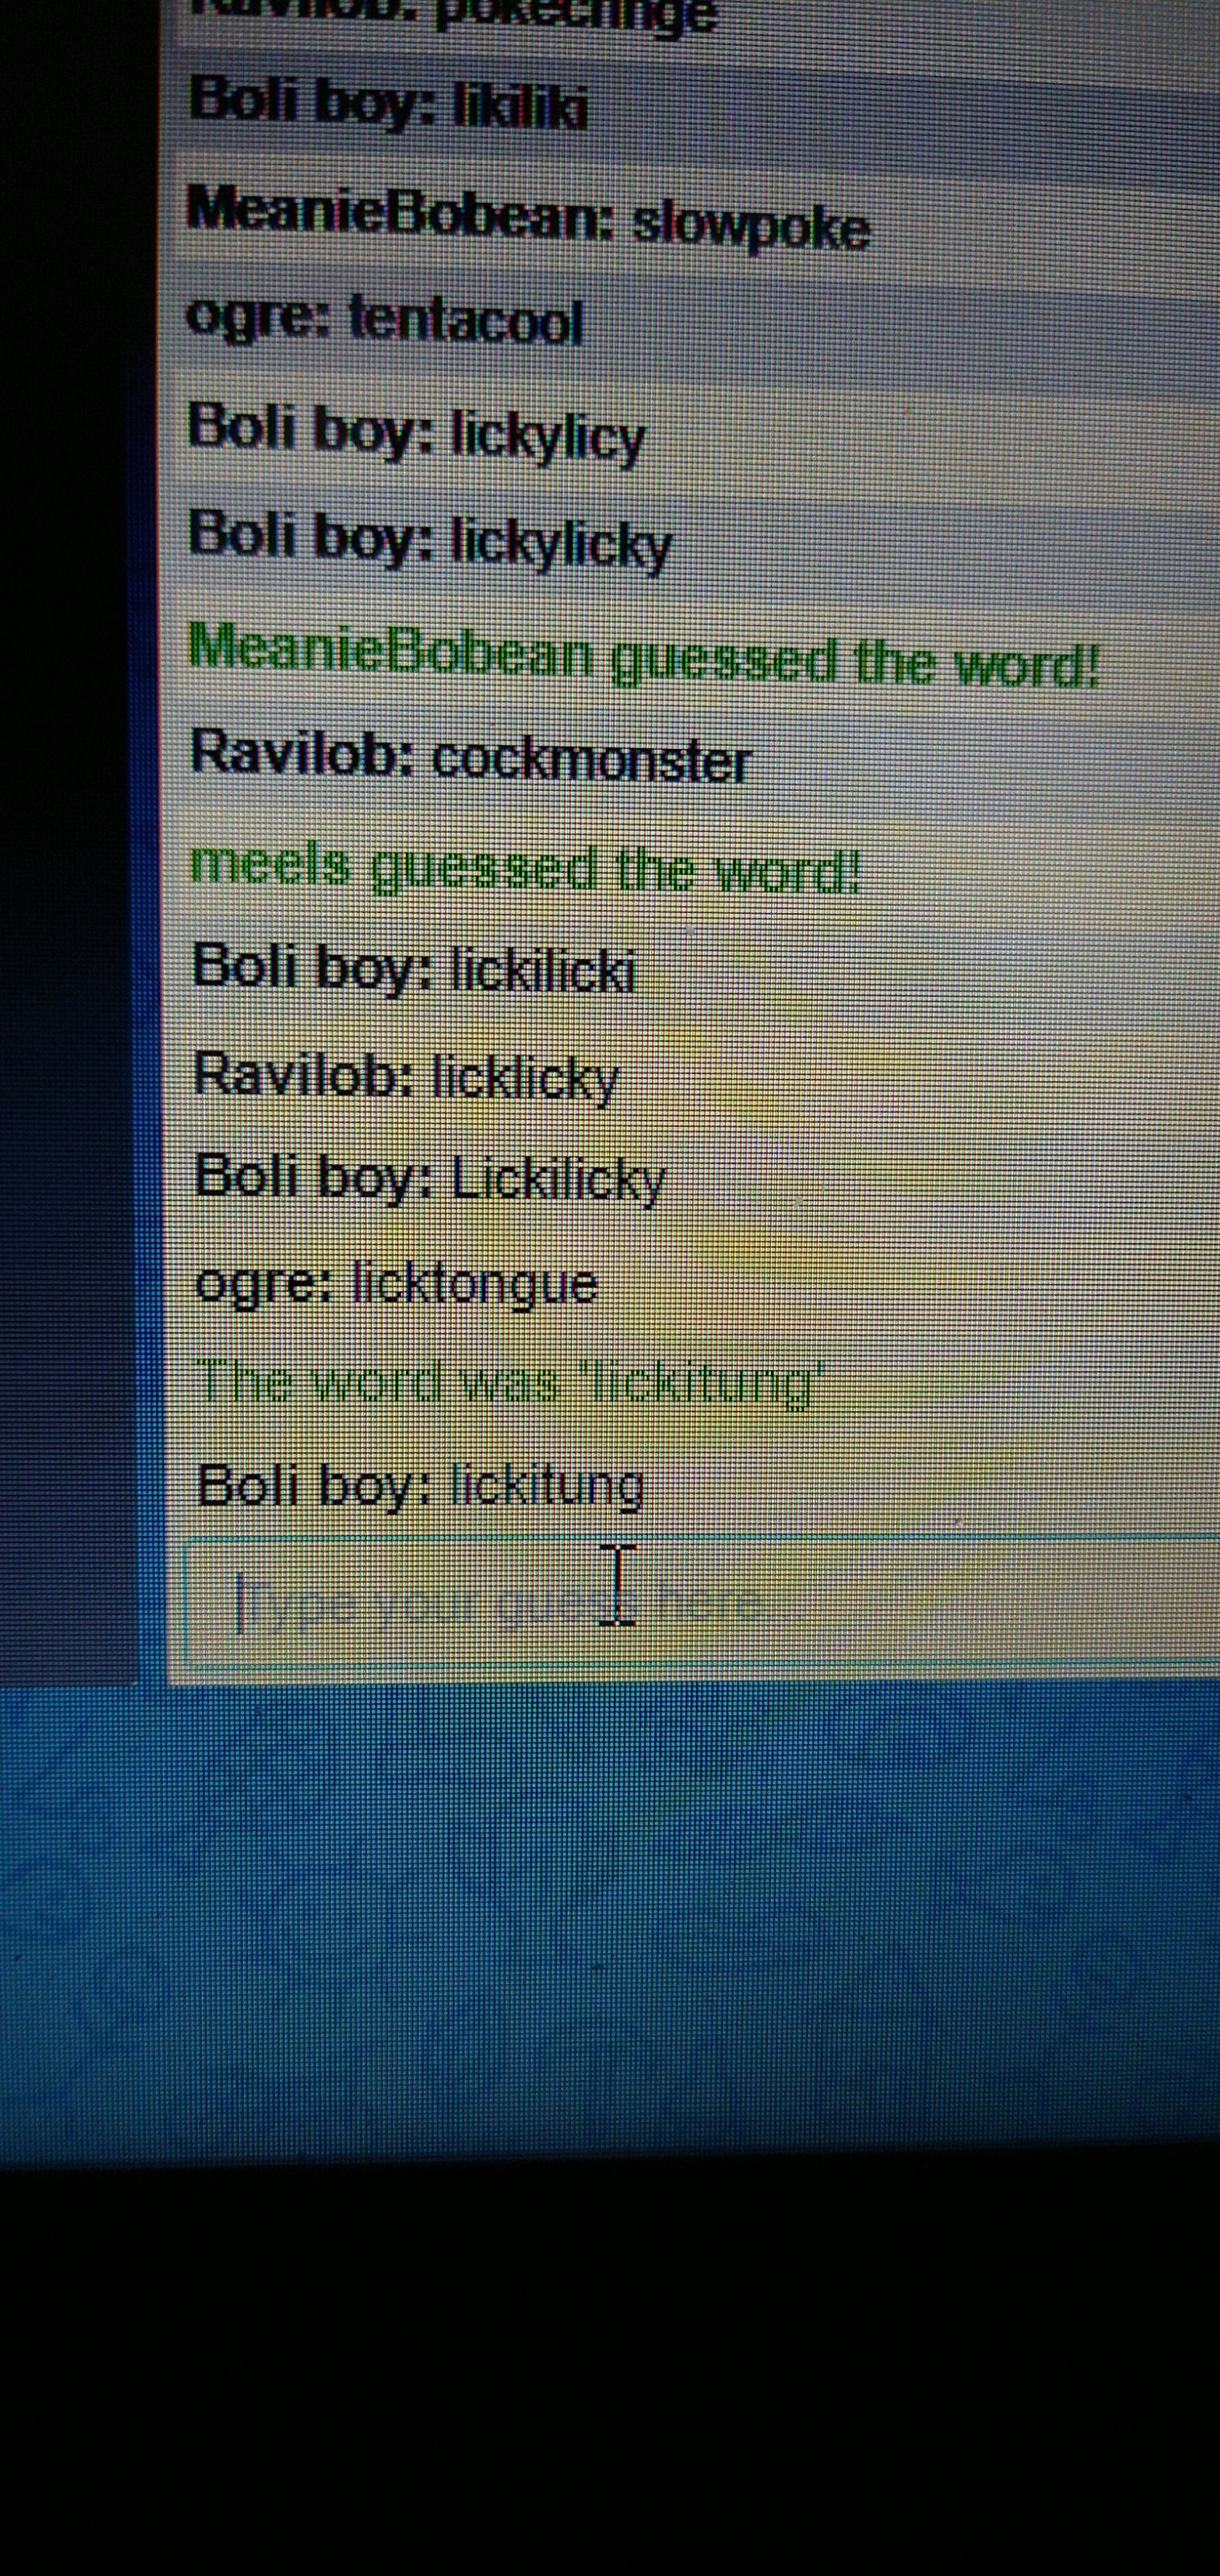 Ravilob: pokecringe
Boli boy: likiliki
MeanieBobean: slowpoke
ogre: tentacool
Boli boy: lickylicy
Boli boy: lickylicky
MeanieBobean guessed the word!
Ravilob: cockmonster
meels guessed the word!
Boli boy: lickilicki
Ravilob: licklicky
Boli boy: Lickilicky
ogre: licktongue
The word was 'lickitung'
Boli boy: lickitung
Type your guess here...